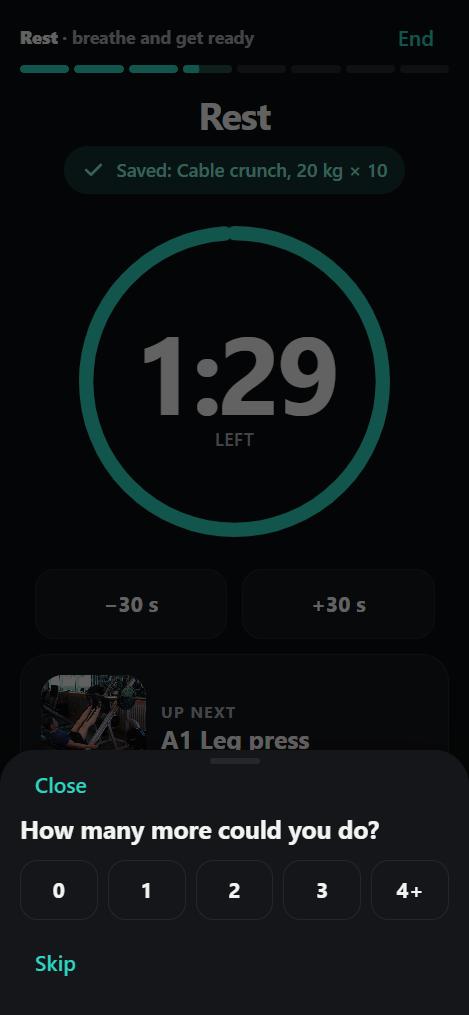 Rest · breathe and get ready
End
Rest
Saved: Cable crunch, 20 kg × 10
1:29
LEFT
−30 s
+30 s
UP NEXT
A1 Leg press
Close
How many more could you do?
0
1
2
3
4+
Skip